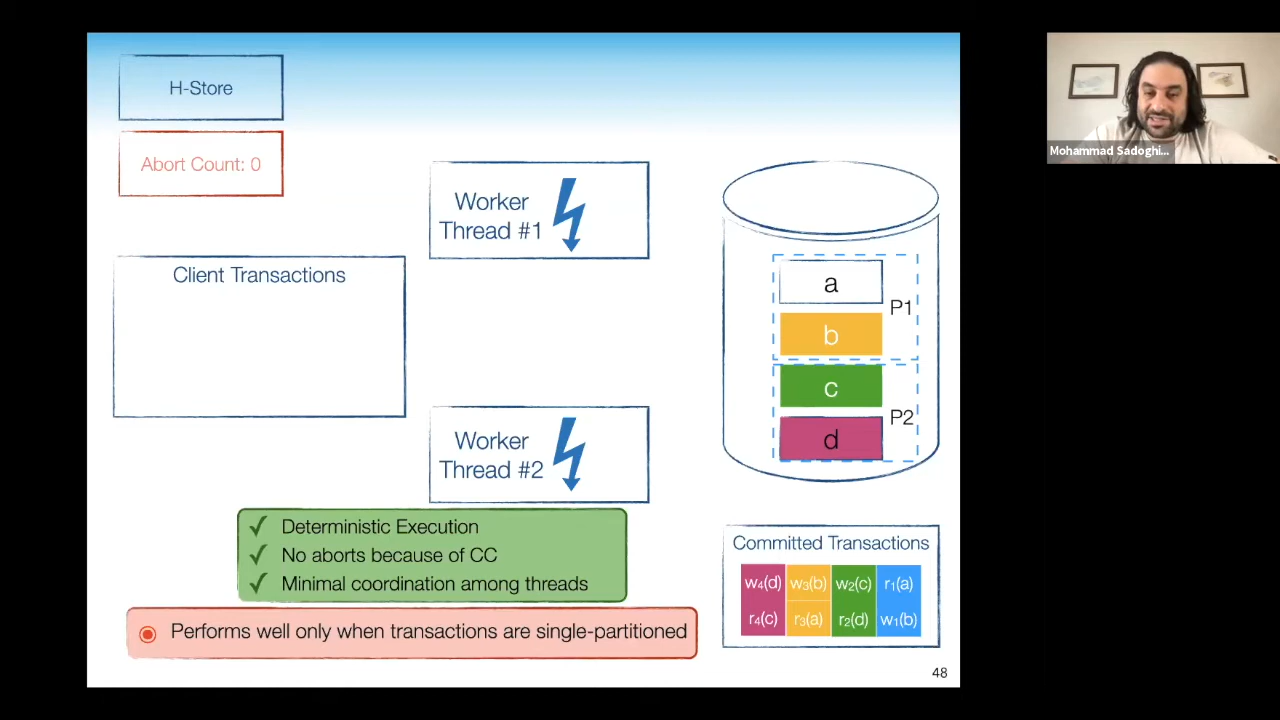 H-Store
Abort Count: 0
Client Transactions
Worker
Thread #1
Worker
Thread #2
a
b
P1
c
d
P2
✓ Deterministic Execution
✓ No aborts because of CC
✓ Minimal coordination among threads
Performs well only when transactions are single-partitioned
Committed Transactions
w4(d) w3(b) w2(c) r1(a)
r4(c) r3(a) r2(d) w1(b)
48
Mohammad Sadoghi...